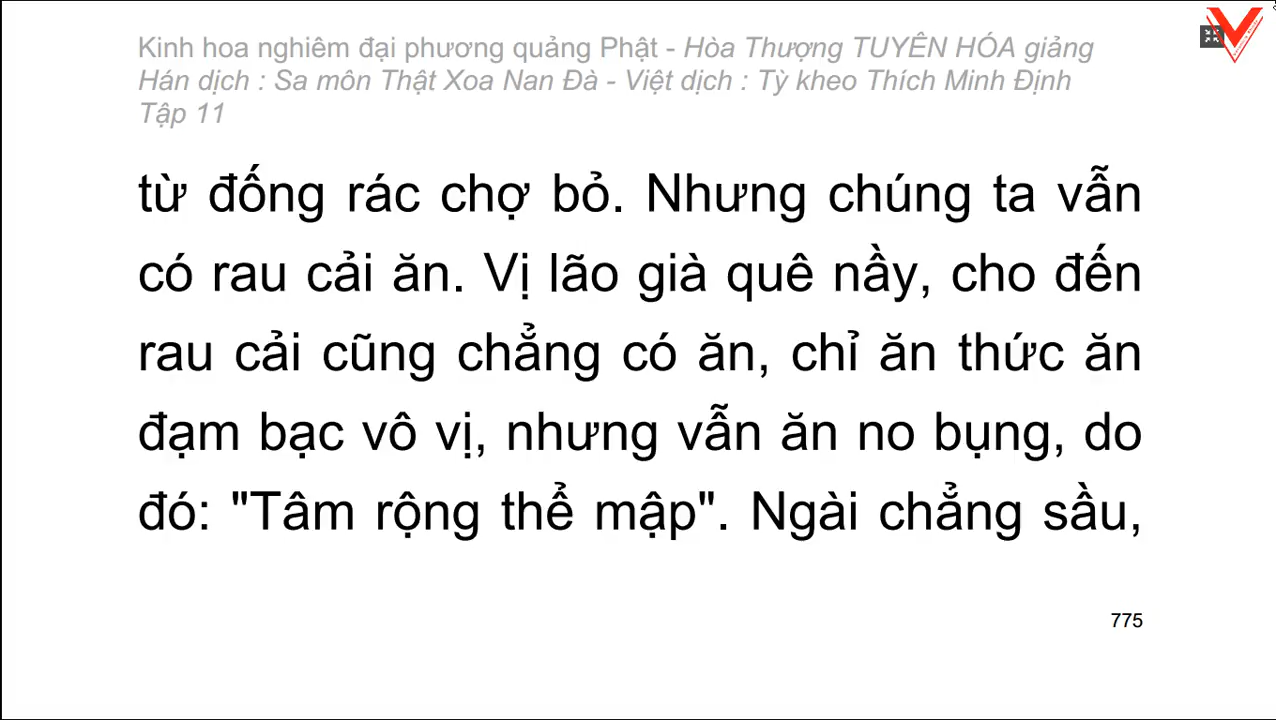 Kinh hoa nghiêm đại phương quảng Phật - Hòa Thượng TUYÊN HÓA giảng
Hán dịch : Sa môn Thật Xoa Nan Đà - Việt dịch : Tỳ kheo Thích Minh Định
Tập 11
từ đống rác chợ bỏ. Nhưng chúng ta vẫn
có rau cải ăn. Vị lão già quê nầy, cho đến
rau cải cũng chẳng có ăn, chỉ ăn thức ăn
đạm bạc vô vị, nhưng vẫn ăn no bụng, do
đó: "Tâm rộng thể mập". Ngài chẳng sầu,
775